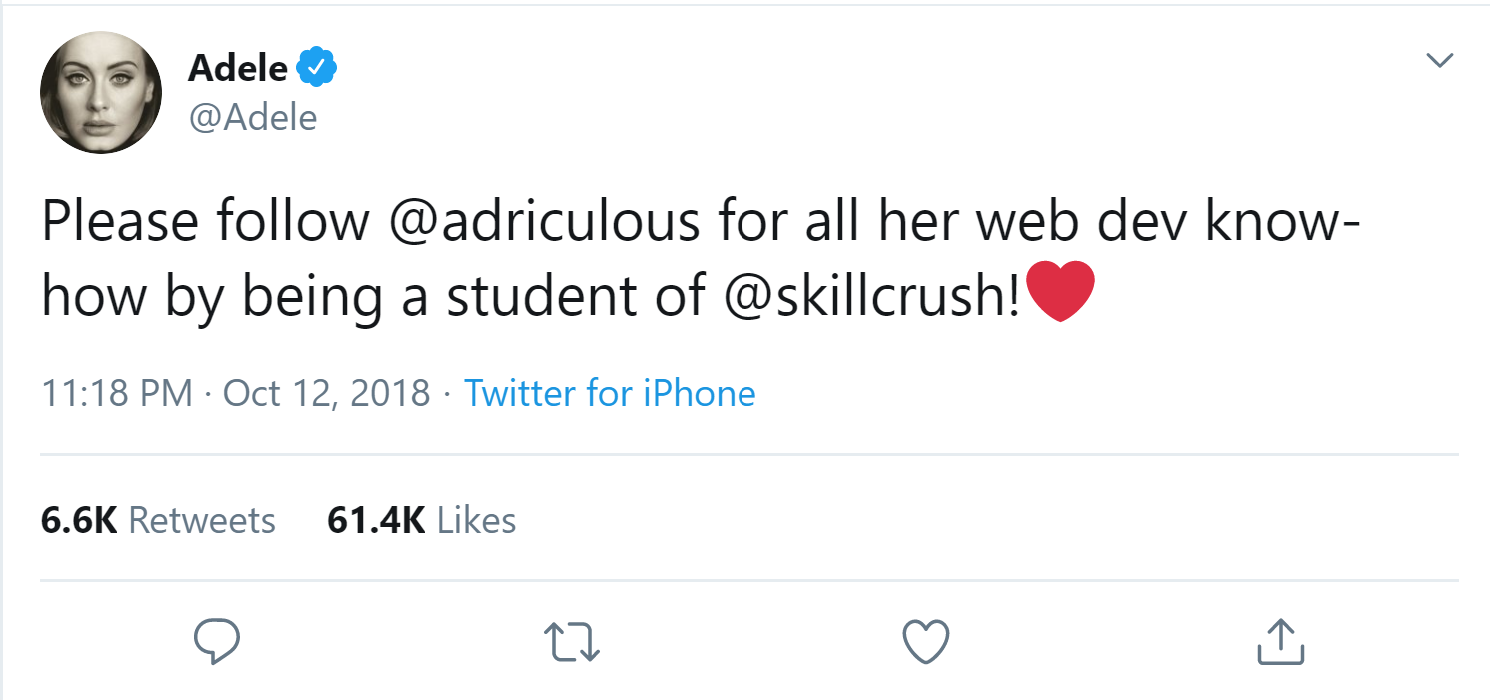 Adele
@Adele
Please follow @adriculous for all her web dev know-
how by being a student of @skillcrush!❤️
11:18 PM · Oct 12, 2018 · Twitter for iPhone
6.6K Retweets 61.4K Likes